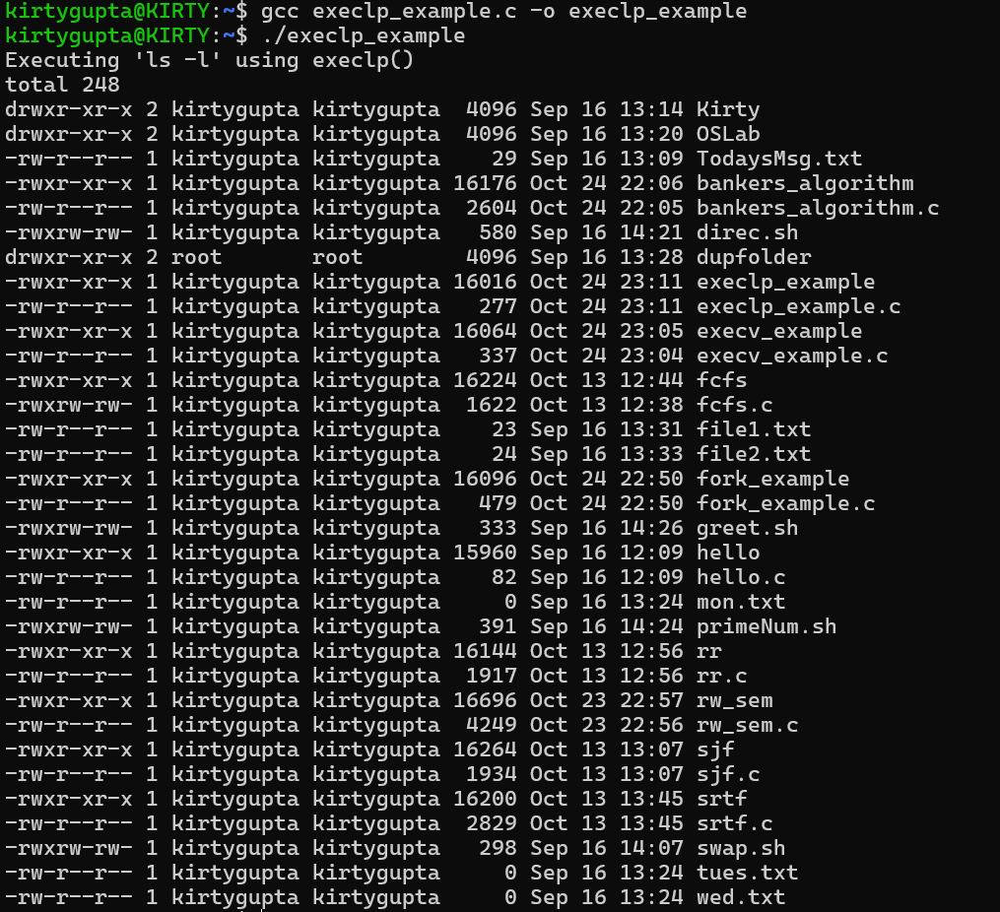 kirtygupta@KIRTY:~$ gcc execlp_example.c -o execlp_example
kirtygupta@KIRTY:~$ ./execlp_example
Executing 'ls -l' using execlp()
total 248
drwxr-xr-x 2 kirtygupta kirtygupta  4096 Sep 16 13:14 Kirty
drwxr-xr-x 2 kirtygupta kirtygupta  4096 Sep 16 13:20 OSLab
-rw-r--r-- 1 kirtygupta kirtygupta    29 Sep 16 13:09 TodaysMsg.txt
-rwxr-xr-x 1 kirtygupta kirtygupta 16176 Oct 24 22:06 bankers_algorithm
-rw-r--r-- 1 kirtygupta kirtygupta  2604 Oct 24 22:05 bankers_algorithm.c
-rwxrw-rw- 1 kirtygupta kirtygupta   580 Sep 16 14:21 direc.sh
drwxr-xr-x 2 root       root        4096 Sep 16 13:28 dupfolder
-rwxr-xr-x 1 kirtygupta kirtygupta 16016 Oct 24 23:11 execlp_example
-rw-r--r-- 1 kirtygupta kirtygupta   277 Oct 24 23:11 execlp_example.c
-rwxr-xr-x 1 kirtygupta kirtygupta 16064 Oct 24 23:05 execv_example
-rw-r--r-- 1 kirtygupta kirtygupta   337 Oct 24 23:04 execv_example.c
-rwxr-xr-x 1 kirtygupta kirtygupta 16224 Oct 13 12:44 fcfs
-rwxrw-rw- 1 kirtygupta kirtygupta  1622 Oct 13 12:38 fcfs.c
-rw-r--r-- 1 kirtygupta kirtygupta    23 Sep 16 13:31 file1.txt
-rw-r--r-- 1 kirtygupta kirtygupta    24 Sep 16 13:33 file2.txt
-rwxr-xr-x 1 kirtygupta kirtygupta 16096 Oct 24 22:50 fork_example
-rw-r--r-- 1 kirtygupta kirtygupta   479 Oct 24 22:50 fork_example.c
-rwxrw-rw- 1 kirtygupta kirtygupta   333 Sep 16 14:26 greet.sh
-rwxr-xr-x 1 kirtygupta kirtygupta 15960 Sep 16 12:09 hello
-rw-r--r-- 1 kirtygupta kirtygupta    82 Sep 16 12:09 hello.c
-rw-r--r-- 1 kirtygupta kirtygupta     0 Sep 16 13:24 mon.txt
-rwxrw-rw- 1 kirtygupta kirtygupta   391 Sep 16 14:24 primeNum.sh
-rwxr-xr-x 1 kirtygupta kirtygupta 16144 Oct 13 12:56 rr
-rw-r--r-- 1 kirtygupta kirtygupta  1917 Oct 13 12:56 rr.c
-rwxr-xr-x 1 kirtygupta kirtygupta 16696 Oct 23 22:57 rw_sem
-rw-r--r-- 1 kirtygupta kirtygupta  4249 Oct 23 22:56 rw_sem.c
-rwxr-xr-x 1 kirtygupta kirtygupta 16264 Oct 13 13:07 sjf
-rw-r--r-- 1 kirtygupta kirtygupta  1934 Oct 13 13:07 sjf.c
-rwxr-xr-x 1 kirtygupta kirtygupta 16200 Oct 13 13:45 srtf
-rw-r--r-- 1 kirtygupta kirtygupta  2829 Oct 13 13:45 srtf.c
-rwxrw-rw- 1 kirtygupta kirtygupta   298 Sep 16 14:07 swap.sh
-rw-r--r-- 1 kirtygupta kirtygupta     0 Sep 16 13:24 tues.txt
-rw-r--r-- 1 kirtygupta kirtygupta     0 Sep 16 13:24 wed.txt